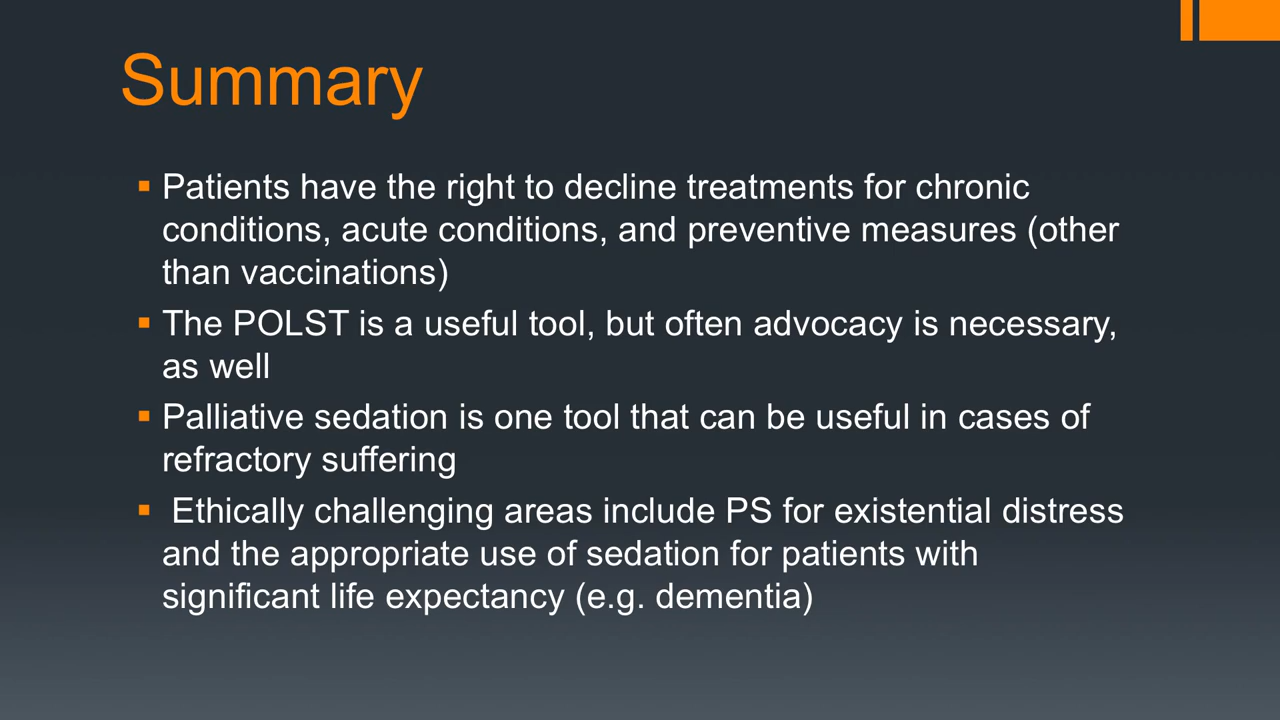 Summary
▪ Patients have the right to decline treatments for chronic
conditions, acute conditions, and preventive measures (other
than vaccinations)
▪ The POLST is a useful tool, but often advocacy is necessary,
as well
▪ Palliative sedation is one tool that can be useful in cases of
refractory suffering
▪ Ethically challenging areas include PS for existential distress
and the appropriate use of sedation for patients with
significant life expectancy (e.g. dementia)